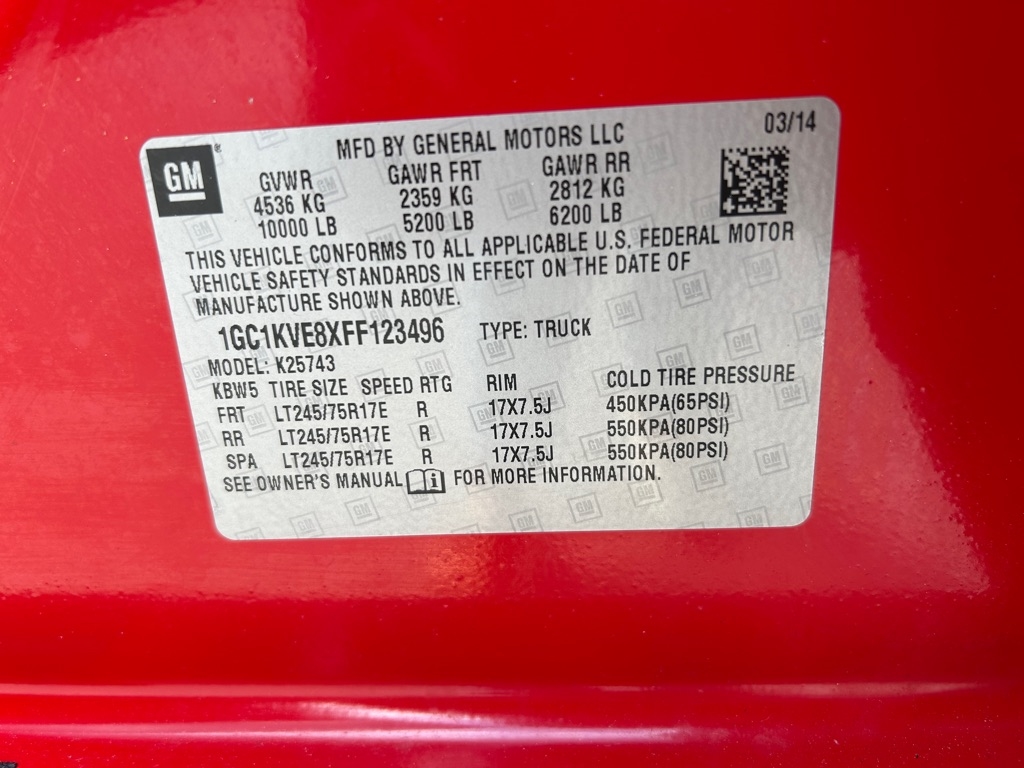 GM
MFD BY GENERAL MOTORS LLC 03/14
GVWR GAWR FRT GAWR RR
4536 KG 2359 KG 2812 KG
10000 LB 5200 LB 6200 LB
THIS VEHICLE CONFORMS TO ALL APPLICABLE U.S. FEDERAL MOTOR
VEHICLE SAFETY STANDARDS IN EFFECT ON THE DATE OF
MANUFACTURE SHOWN ABOVE.
1GC1KVE8XFF123496 TYPE: TRUCK
MODEL: K25743
KBW5 TIRE SIZE SPEED RTG RIM COLD TIRE PRESSURE
FRT LT245/75R17E R 17X7.5J 450KPA(65PSI)
RR LT245/75R17E R 17X7.5J 550KPA(80PSI)
SPA LT245/75R17E R 17X7.5J 550KPA(80PSI)
SEE OWNER'S MANUAL i FOR MORE INFORMATION.